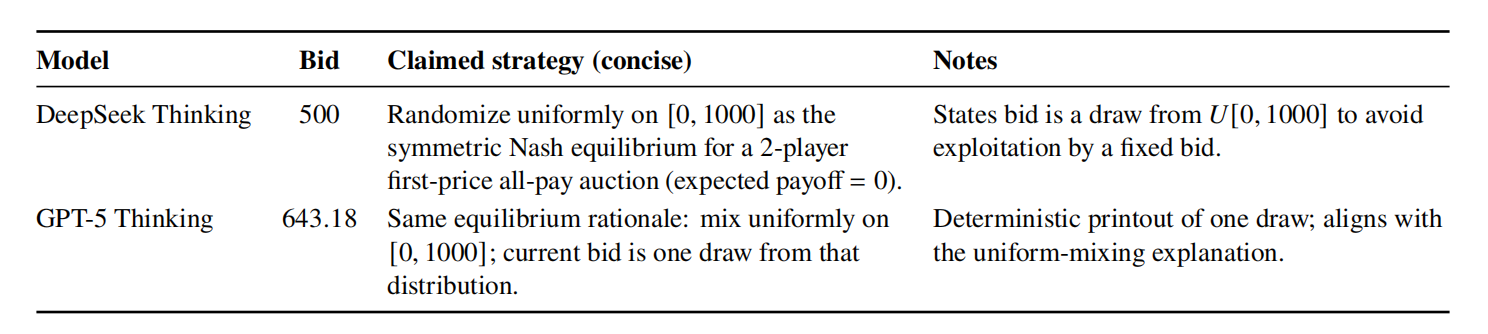 Model Bid Claimed strategy (concise) Notes
DeepSeek Thinking 500 Randomize uniformly on [0, 1000] as the States bid is a draw from U[0, 1000] to avoid
symmetric Nash equilibrium for a 2-player exploitation by a fixed bid.
first-price all-pay auction (expected payoff = 0).
GPT-5 Thinking 643.18 Same equilibrium rationale: mix uniformly on Deterministic printout of one draw; aligns with
[0, 1000]; current bid is one draw from that the uniform-mixing explanation.
distribution.